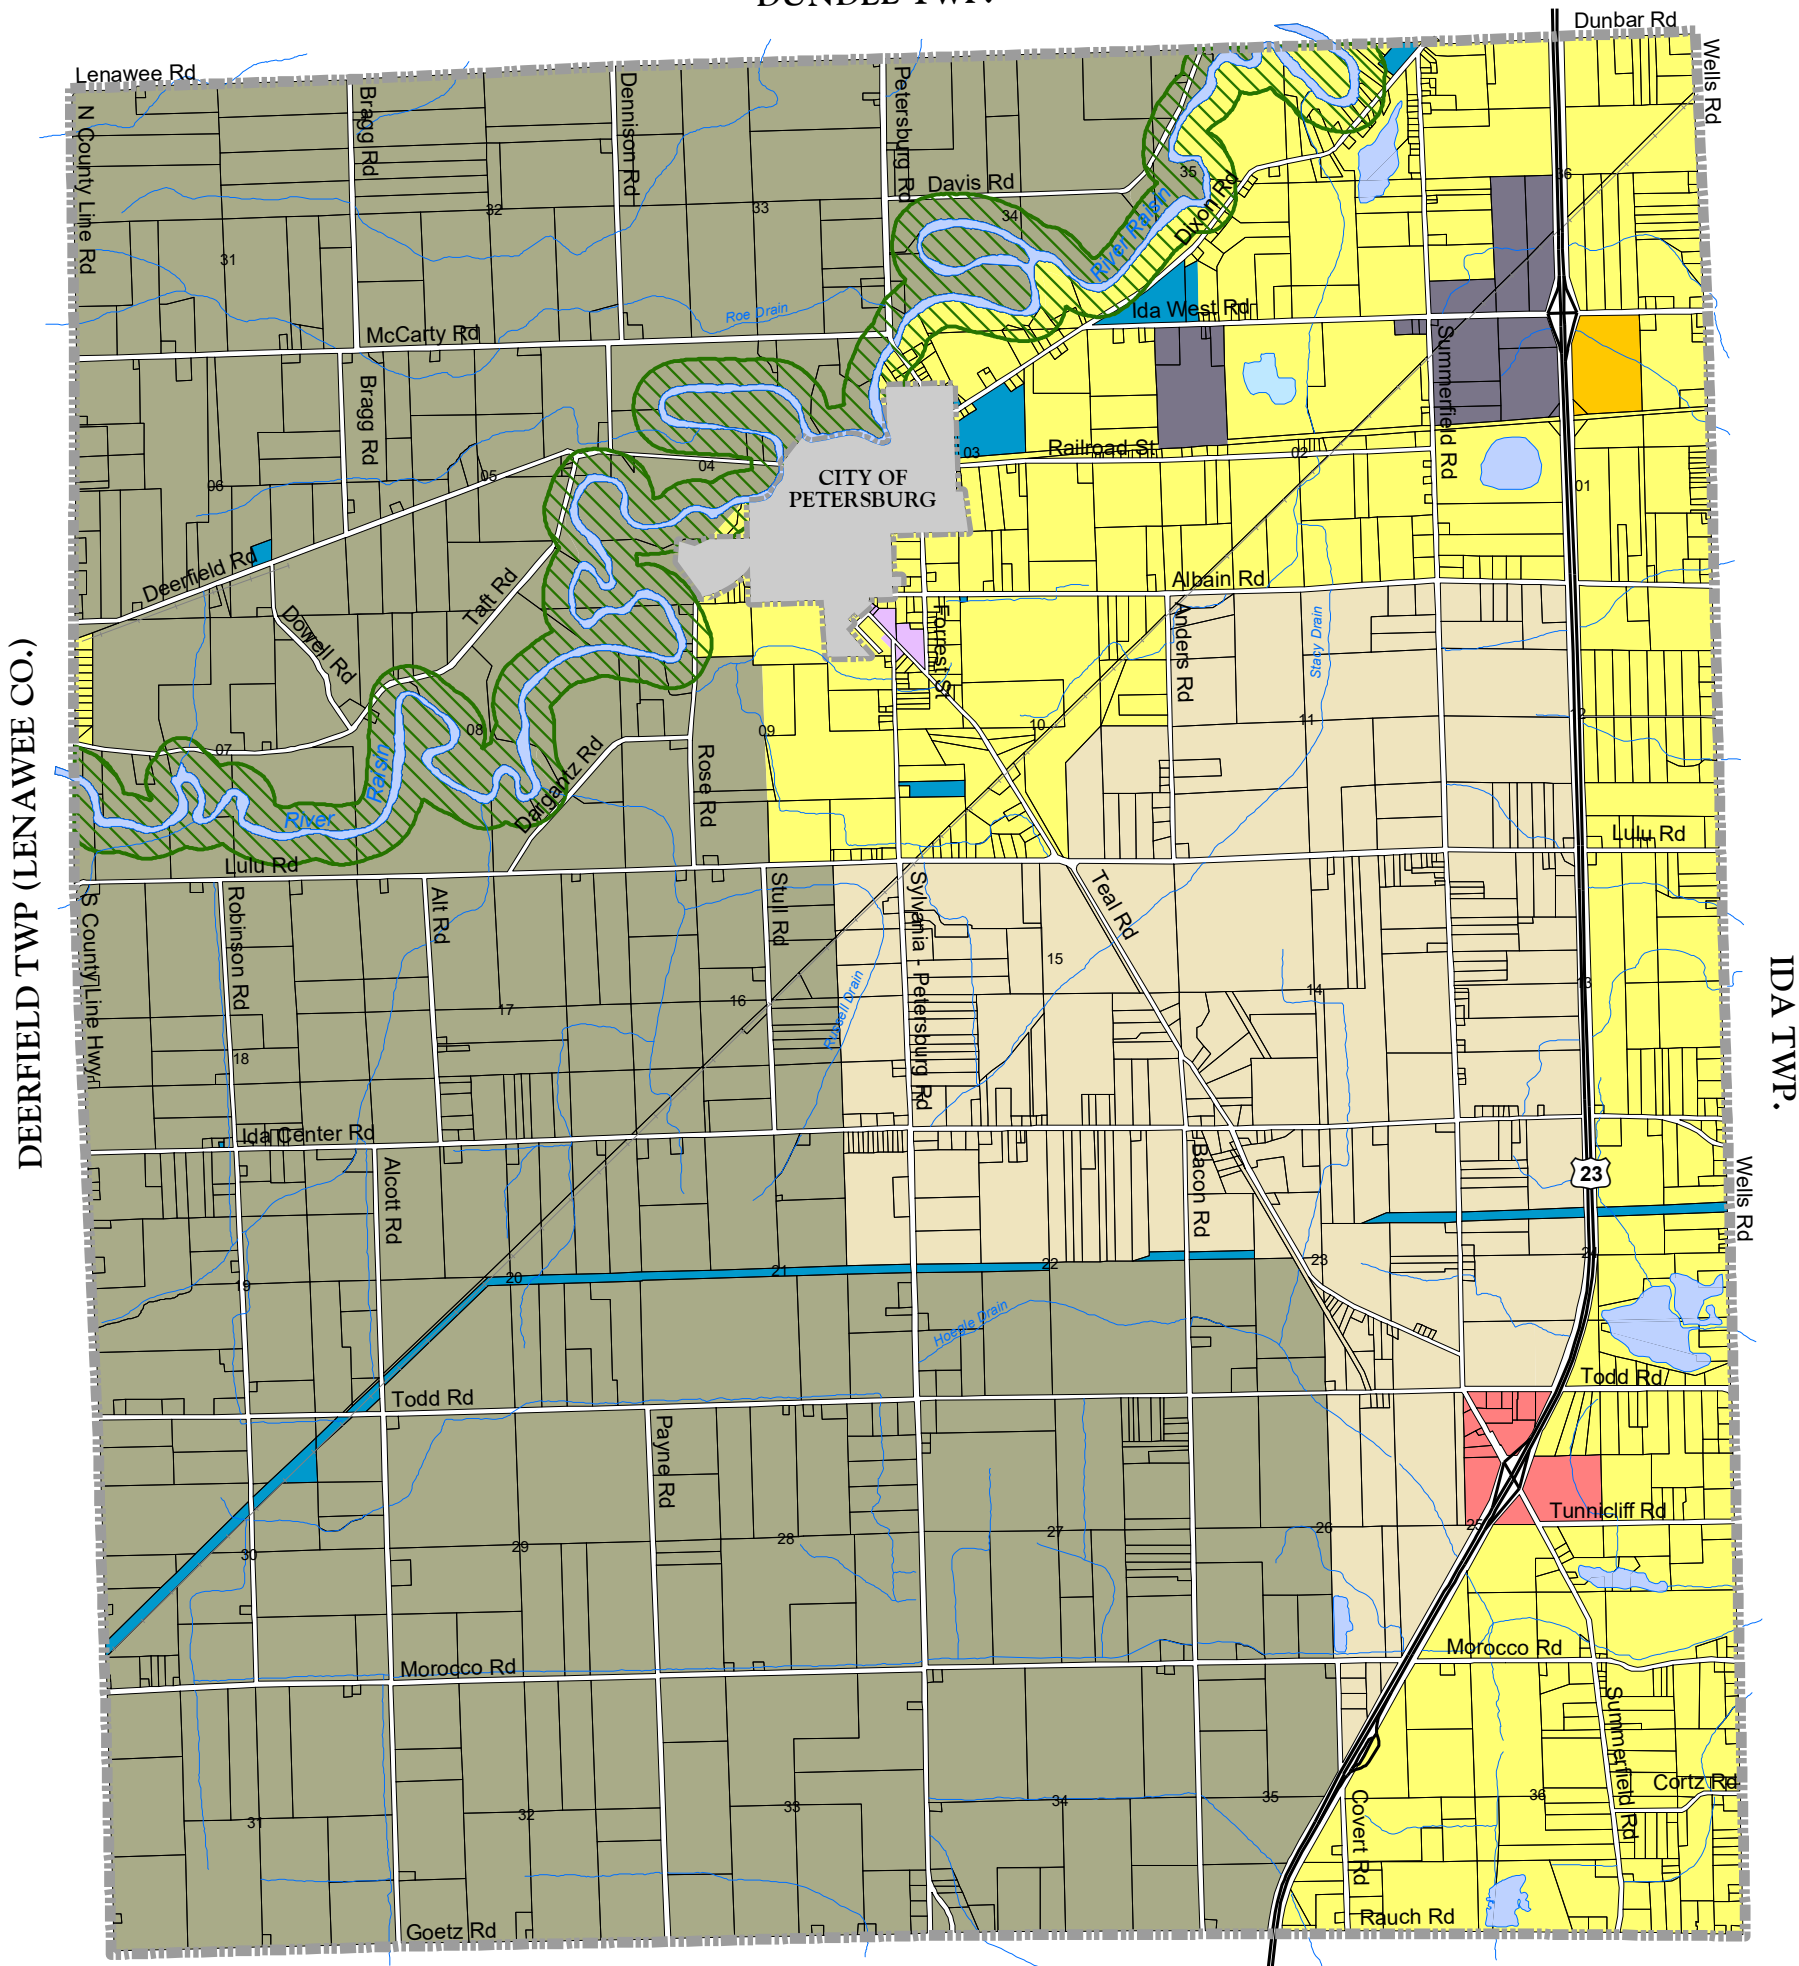 DUNDEE TWP.
Dunbar Rd
Lenawee Rd
Wells Rd
N County Line Rd
Bragg Rd
Dennison Rd
Petersburg Rd
Davis Rd
35
36
Dixon Rd
River Raisin
32
33
34
31
Roe Drain
Ida West Rd
McCarty Rd
Summerfield Rd
Bragg Rd
CITY OF
PETERSBURG
Railroad St
03
02
01
04
05
06
Deerfield Rd
Taft Rd
Dowell Rd
Albain Rd
Forrest St
Anders Rd
Stacy Drain
DEERFIELD TWP (LENAWEE CO.)
07
08
09
10
11
12
Raisin
River
Dargantz Rd
Rose Rd
Lulu Rd
Lulu Rd
S County Line Hwy
Robinson Rd
Alt Rd
Stull Rd
Sylvania - Petersburg Rd
Teal Rd
IDA TWP.
Russell Drain
18
17
16
15
14
13
Ida Center Rd
Alcott Rd
Bacon Rd
23
Wells Rd
19
20
21
22
23
24
Hoegle Drain
Todd Rd
Todd Rd
Payne Rd
Tunnicliff Rd
30
29
28
27
26
25
Morocco Rd
Morocco Rd
Summerfield Rd
Cortz Rd
31
32
33
34
35
36
Covert Rd
Goetz Rd
Rauch Rd